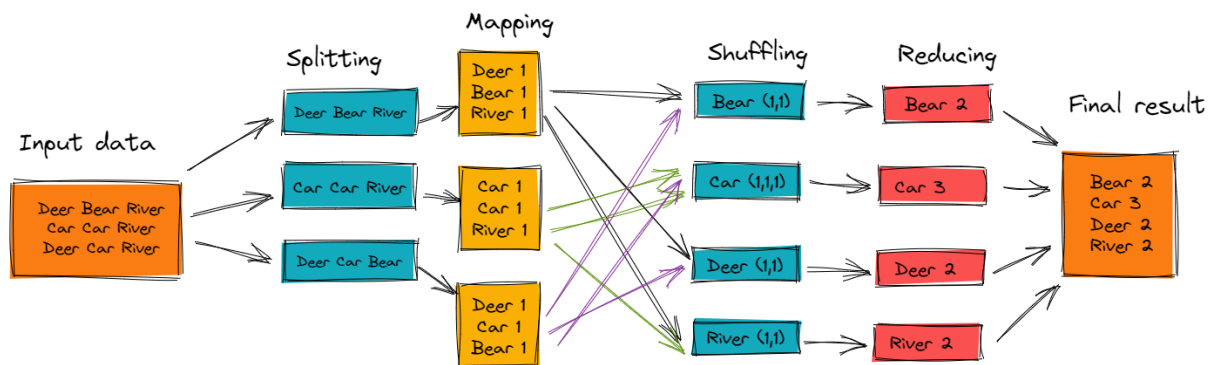 Input data
Deer Bear River
Car Car River
Deer Car River
Splitting
Deer Bear River
Car Car River
Deer Car Bear
Mapping
Deer 1
Bear 1
River 1
Car 1
Car 1
River 1
Deer 1
Car 1
Bear 1
Shuffling
Bear (1,1)
Car (1,1,1)
Deer (1,1)
River (1,1)
Reducing
Bear 2
Car 3
Deer 2
River 2
Final result
Bear 2
Car 3
Deer 2
River 2